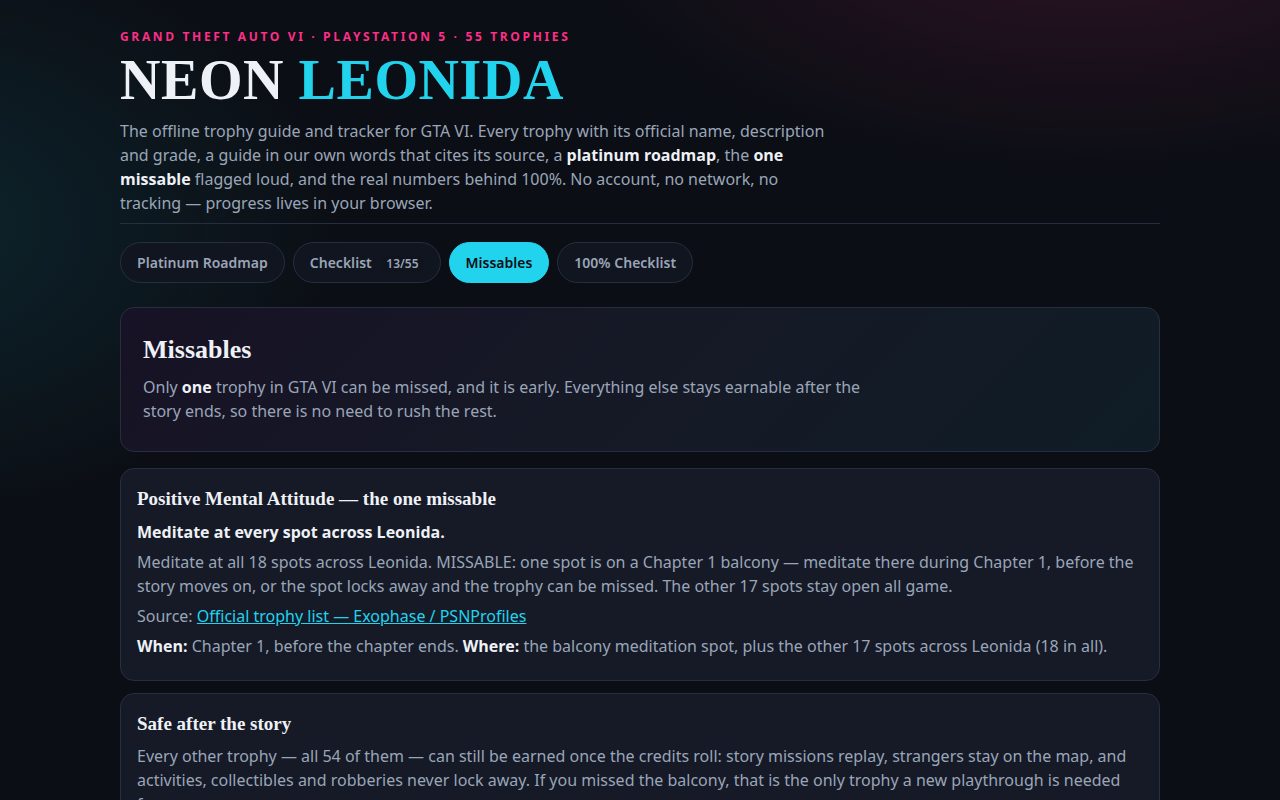 GRAND THEFT AUTO VI · PLAYSTATION 5 · 55 TROPHIES
NEON LEONIDA
The offline trophy guide and tracker for GTA VI. Every trophy with its official name, description
and grade, a guide in our own words that cites its source, a platinum roadmap, the one
missable flagged loud, and the real numbers behind 100%. No account, no network, no
tracking — progress lives in your browser.
Platinum Roadmap
Checklist 13/55
Missables
100% Checklist
Missables
Only one trophy in GTA VI can be missed, and it is early. Everything else stays earnable after the
story ends, so there is no need to rush the rest.
Positive Mental Attitude — the one missable
Meditate at every spot across Leonida.
Meditate at all 18 spots across Leonida. MISSABLE: one spot is on a Chapter 1 balcony — meditate there during Chapter 1, before the
story moves on, or the spot locks away and the trophy can be missed. The other 17 spots stay open all game.
Source: Official trophy list — Exophase / PSNProfiles
When: Chapter 1, before the chapter ends. Where: the balcony meditation spot, plus the other 17 spots across Leonida (18 in all).
Safe after the story
Every other trophy — all 54 of them — can still be earned once the credits roll: story missions replay, strangers stay on the map, and
activities, collectibles and robberies never lock away. If you missed the balcony, that is the only trophy a new playthrough is needed